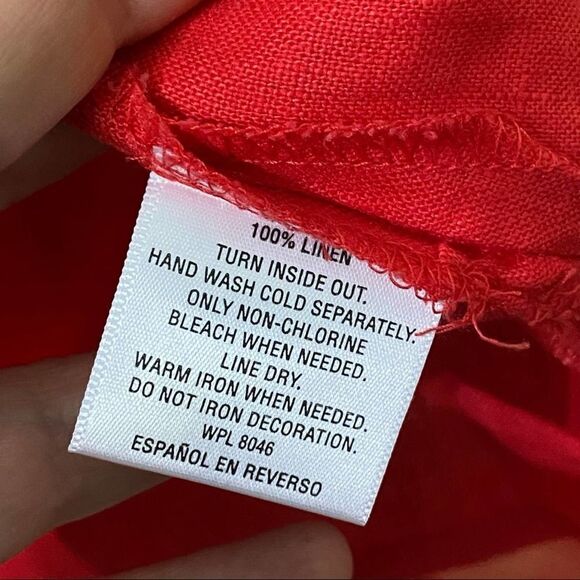 100% LINEN
TURN INSIDE OUT.
HAND WASH COLD SEPARATELY.
ONLY NON-CHLORINE
BLEACH WHEN NEEDED.
LINE DRY.
WARM IRON WHEN NEEDED.
DO NOT IRON DECORATION.
WPL 8046
ESPAÑOL EN REVERSO